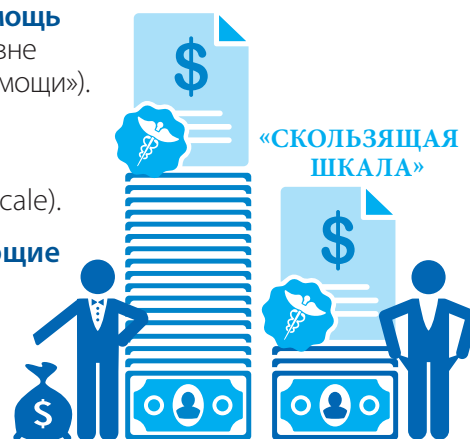 мощь
вне
мощи»).
«СКОЛЬЗЯЩАЯ
ШКАЛА»
cale).
ющие
$
$
$